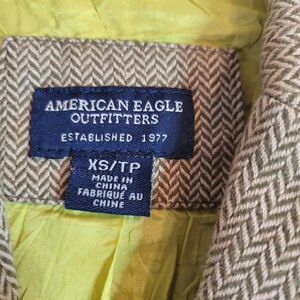 AMERICAN EAGLE
OUTFITTERS
ESTABLISHED 1977
XS/TP
MADE IN
CHINA
FABRIQUÉ AU
CHINE